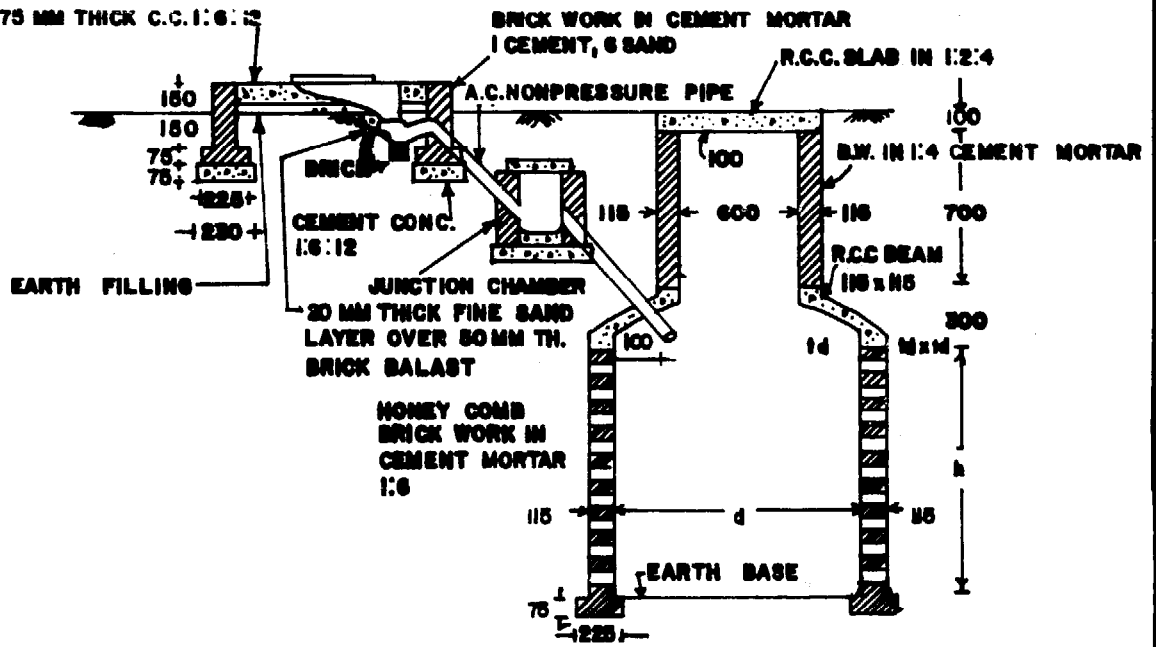 75 MM THICK C.C. 1:6:12
BRICK WORK IN CEMENT MORTAR
1 CEMENT, 6 SAND
R.C.C. SLAB IN 1:2:4
A.C. NONPRESSURE PIPE
150
150
75
75
225
230
BRICK
CEMENT CONC.
1:6:12
EARTH FILLING
JUNCTION CHAMBER
20 MM THICK FINE SAND
LAYER OVER 50 MM TH.
BRICK BALAST
100
100
B.W. IN 1:4 CEMENT MORTAR
115
600
115
700
R.C.C BEAM
115 x 115
300
100
HONEY COMB
BRICK WORK IN
CEMENT MORTAR
1:6
h
115
d
115
EARTH BASE
75
225